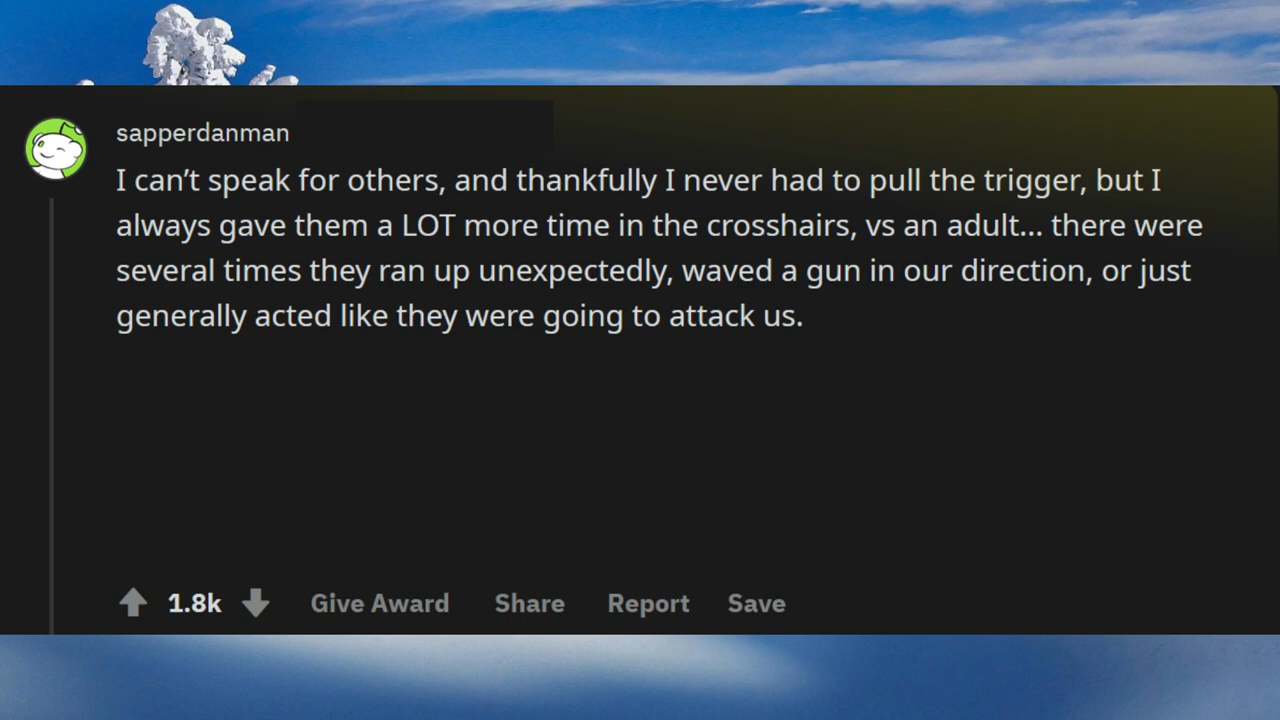 sapperdanman
I can’t speak for others, and thankfully I never had to pull the trigger, but I
always gave them a LOT more time in the crosshairs, vs an adult... there were
several times they ran up unexpectedly, waved a gun in our direction, or just
generally acted like they were going to attack us.
1.8k Give Award Share Report Save